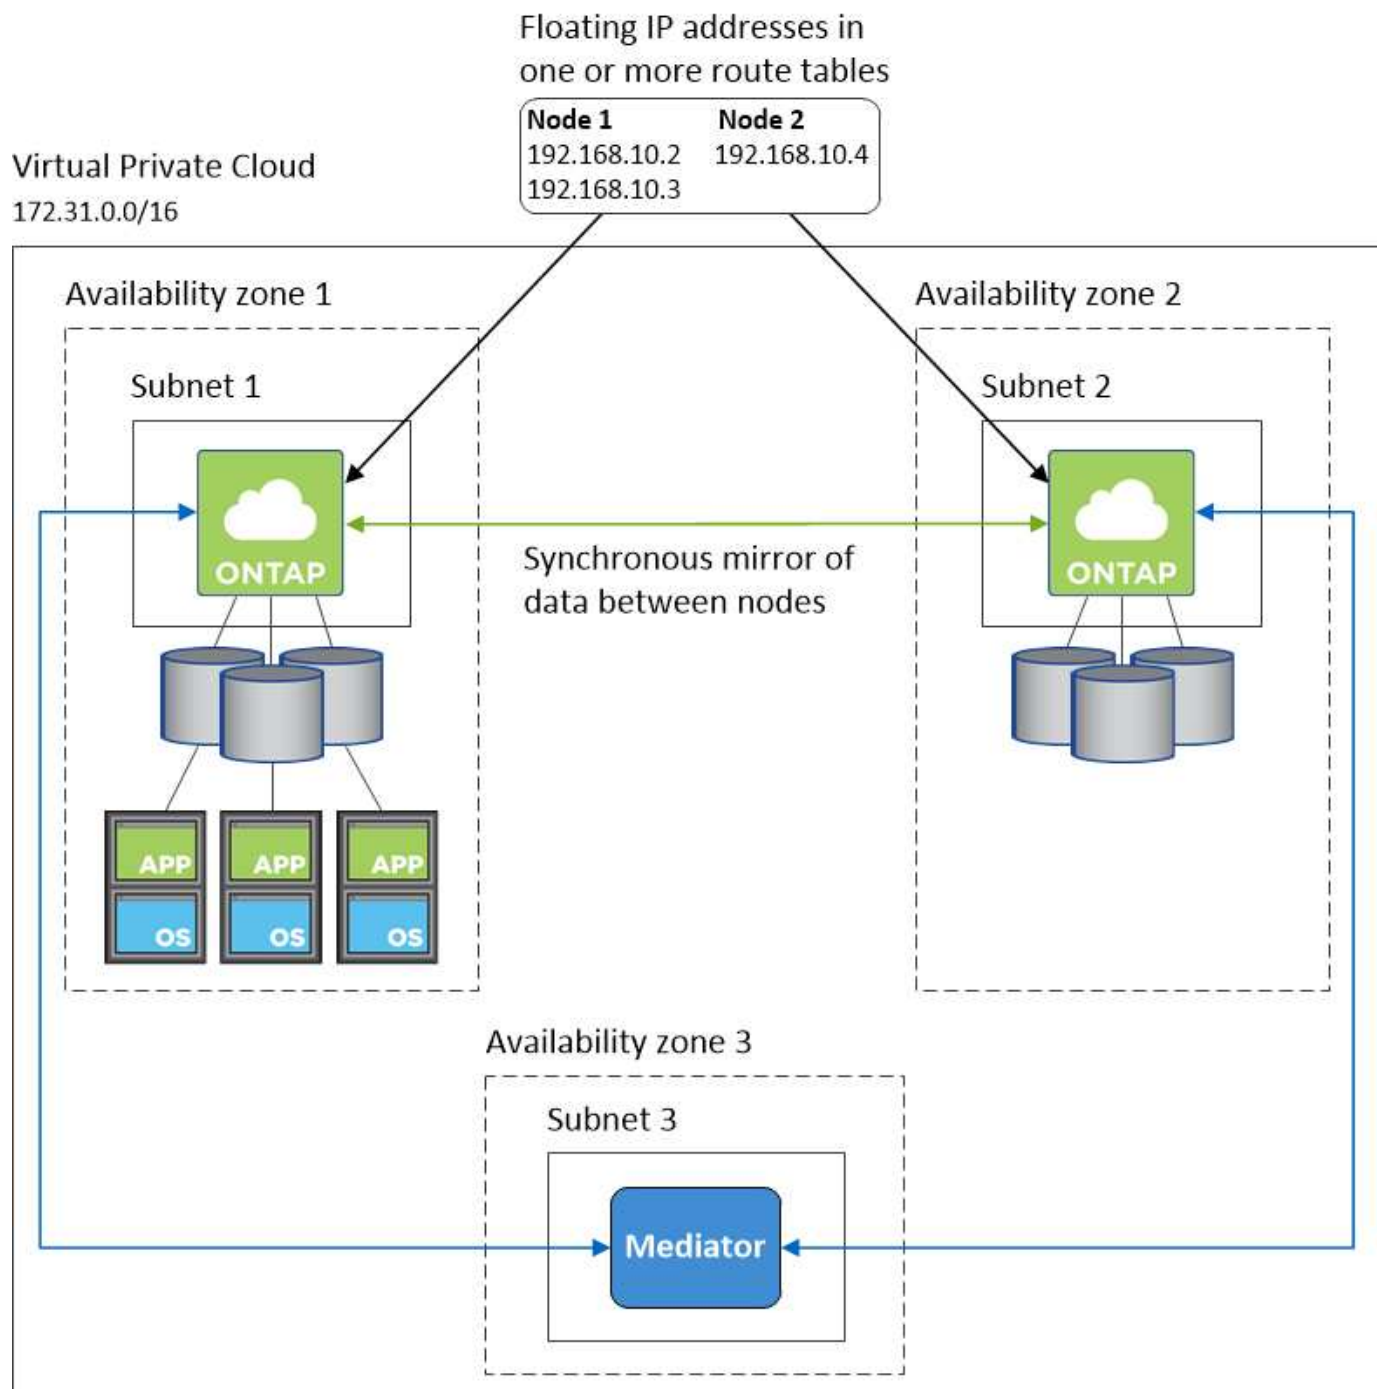 Floating IP addresses in
one or more route tables
Node 1 Node 2
192.168.10.2 192.168.10.4
192.168.10.3
Virtual Private Cloud
172.31.0.0/16
Availability zone 1
Availability zone 2
Subnet 1
Subnet 2
ONTAP
ONTAP
Synchronous mirror of
data between nodes
APP APP APP
OS OS OS
Availability zone 3
Subnet 3
Mediator